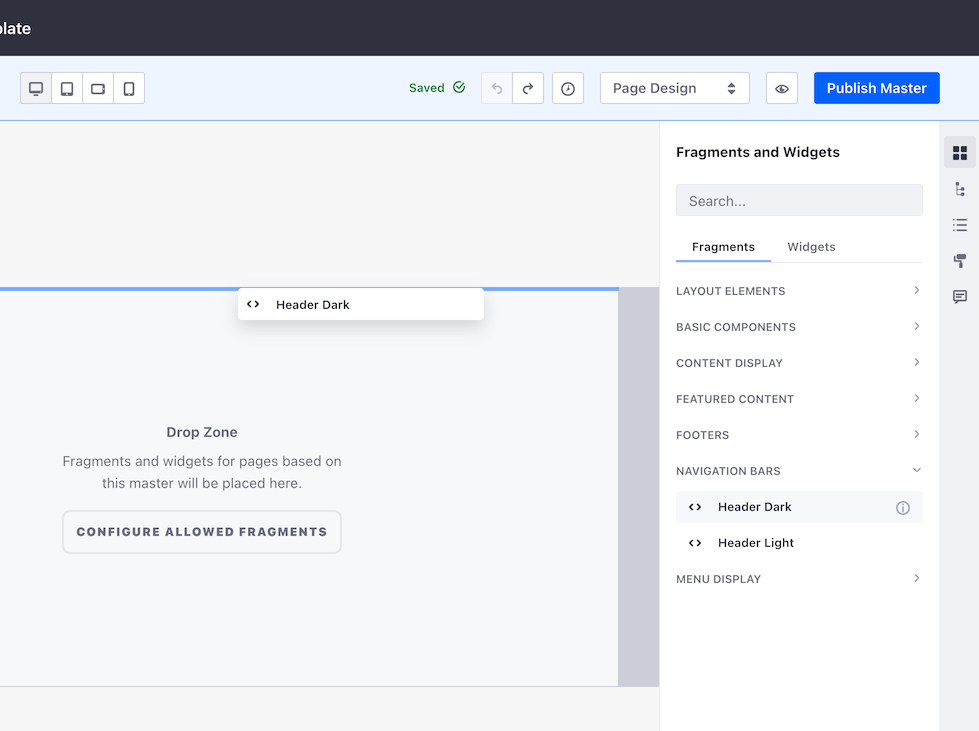 plate
Saved
Page Design
Publish Master
Header Dark
Drop Zone
Fragments and widgets for pages based on
this master will be placed here.
CONFIGURE ALLOWED FRAGMENTS
Fragments and Widgets
Search...
Fragments Widgets
LAYOUT ELEMENTS
BASIC COMPONENTS
CONTENT DISPLAY
FEATURED CONTENT
FOOTERS
NAVIGATION BARS
Header Dark
Header Light
MENU DISPLAY